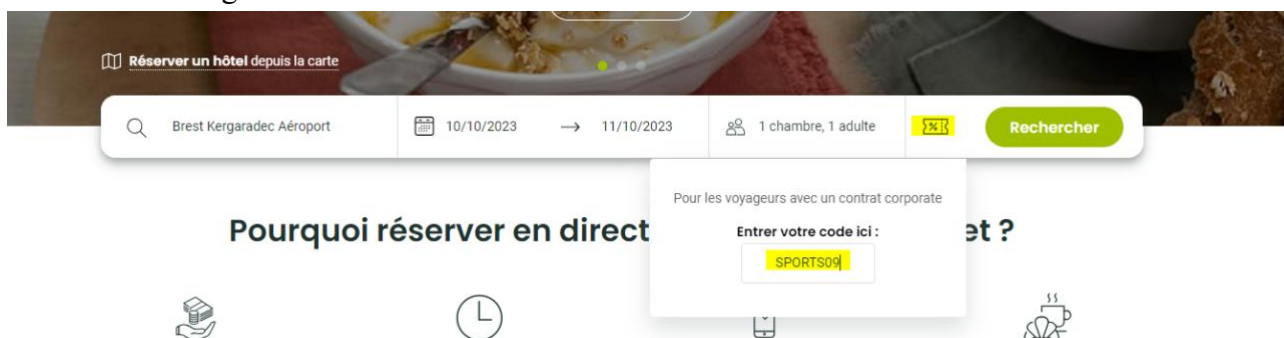 Réserver un hôtel depuis la carte
Brest Kergaradec Aéroport 10/10/2023 → 11/10/2023 1 chambre, 1 adulte % Rechercher
Pour les voyageurs avec un contrat corporate
Pourquoi réserver en direct et ?
Entrer votre code ici :
SPORTS09